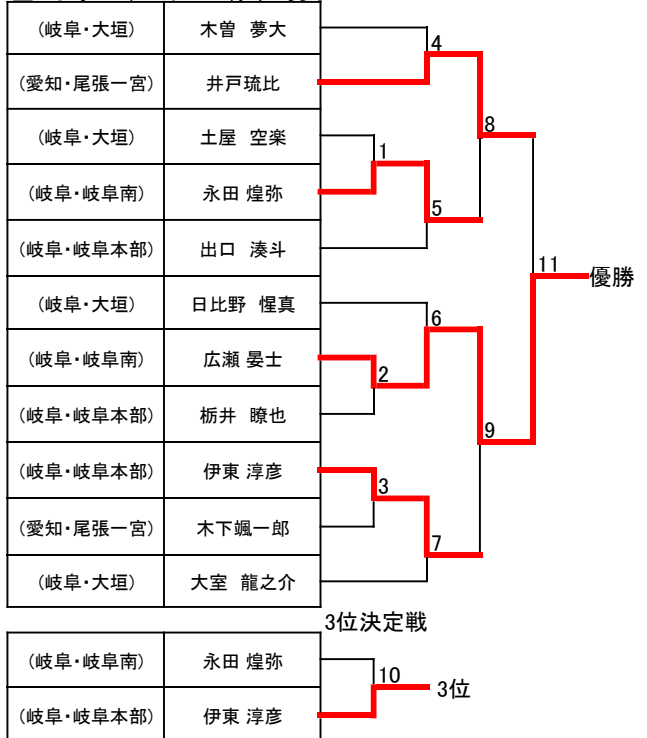 (岐阜・大垣) 木曽 夢大
4
(愛知・尾張一宮) 井戸琉比
8
(岐阜・大垣) 土屋 空楽
1
(岐阜・岐阜南) 永田 煌弥
5
(岐阜・岐阜本部) 出口 湊斗
11
優勝
(岐阜・大垣) 日比野 惺真
6
(岐阜・岐阜南) 広瀬 晏士
2
(岐阜・岐阜本部) 栃井 瞭也
9
(岐阜・岐阜本部) 伊東 淳彦
3
(愛知・尾張一宮) 木下颯一郎
7
(岐阜・大垣) 大室 龍之介
3位決定戦
(岐阜・岐阜南) 永田 煌弥
10
3位
(岐阜・岐阜本部) 伊東 淳彦